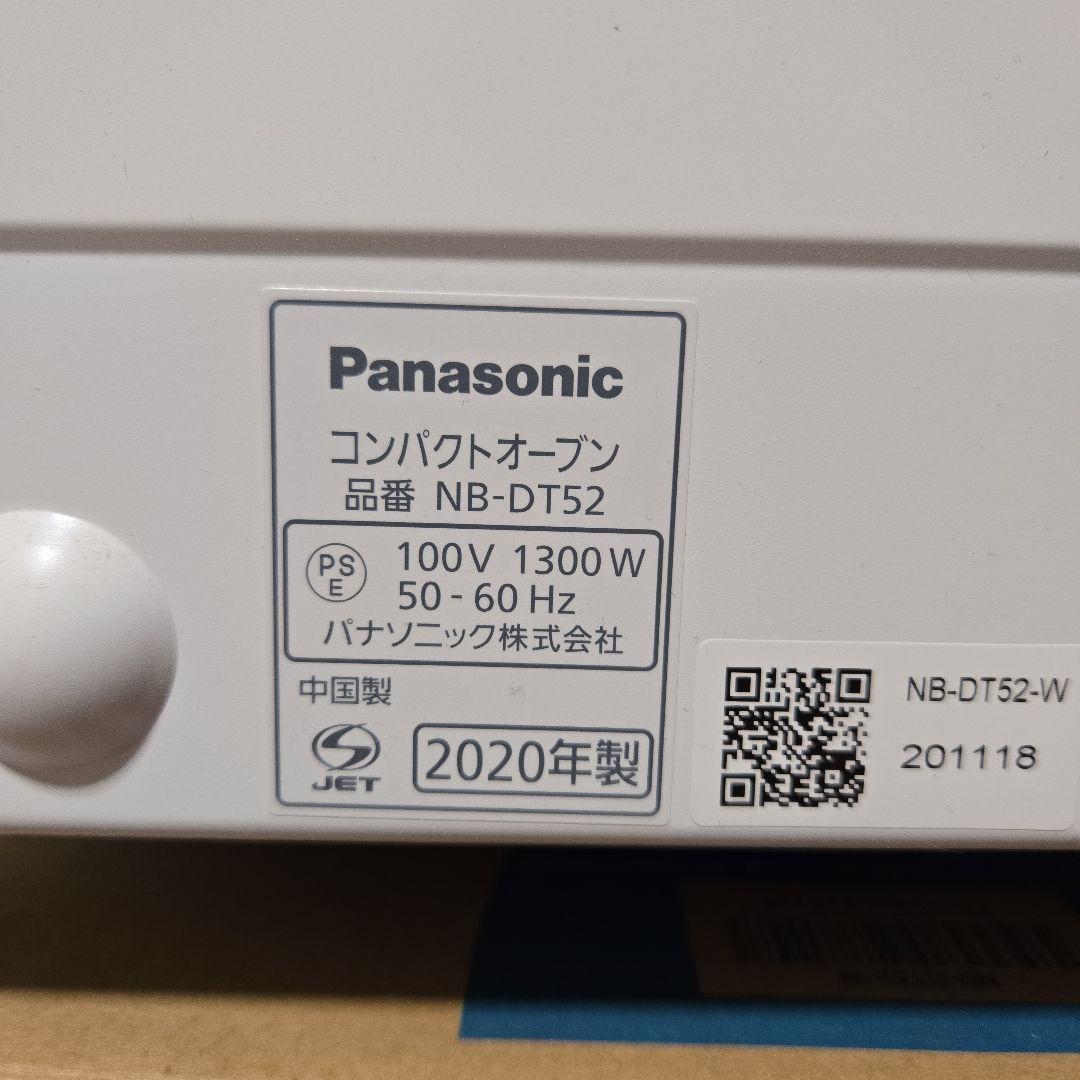 Panasonic
コンパクトオーブン
品番 NB-DT52
PS
E
100V 1300W
50-60Hz
パナソニック株式会社
中国製
JET
2020年製
NB-DT52-W
201118